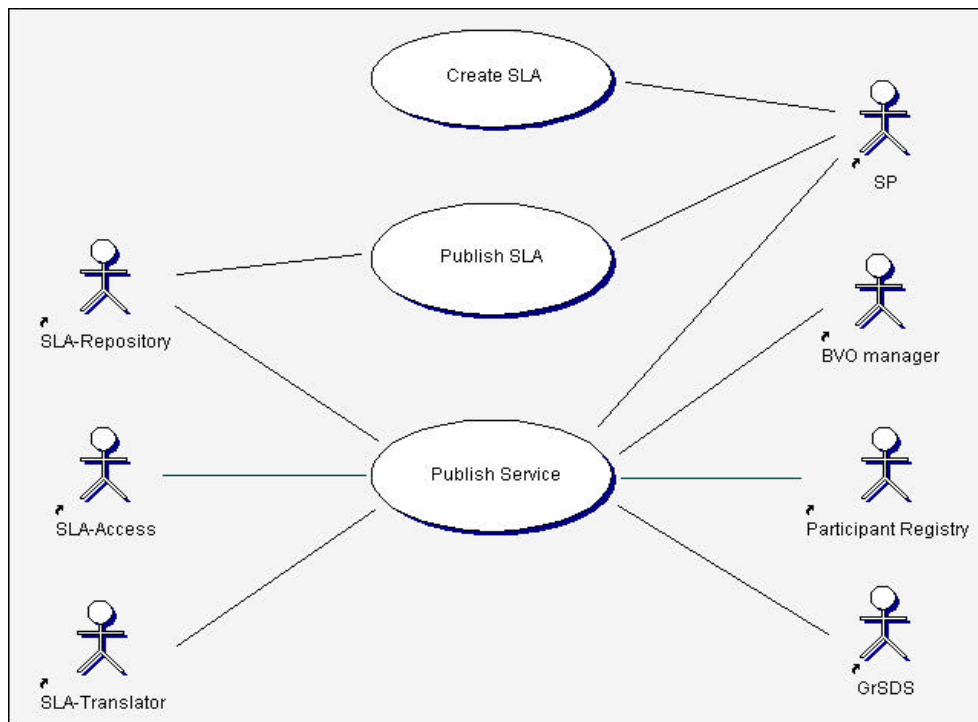 Create SLA
SP
Publish SLA
SLA-Repository
BVO manager
Publish Service
SLA-Access
Participant Registry
SLA-Translator
GrSDS